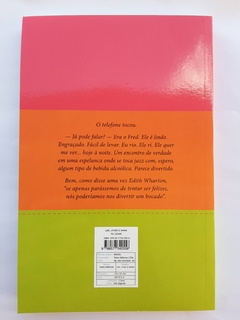 O telefone tocou.
— Já pode falar? — Era o Fred. Ele é lindo.
Engraçado. Fácil de levar. Eu rio. Ele ri. Ele quer
me ver... hoje à noite. Um encontro de verdade
em uma espelunca onde se toca jazz com, espero,
algum tipo de bebida alcoólica. Parece divertido.
Bem, como disse uma vez Edith Wharton,
"se apenas parássemos de tentar ser felizes,
nós poderíamos nos divertir um bocado".